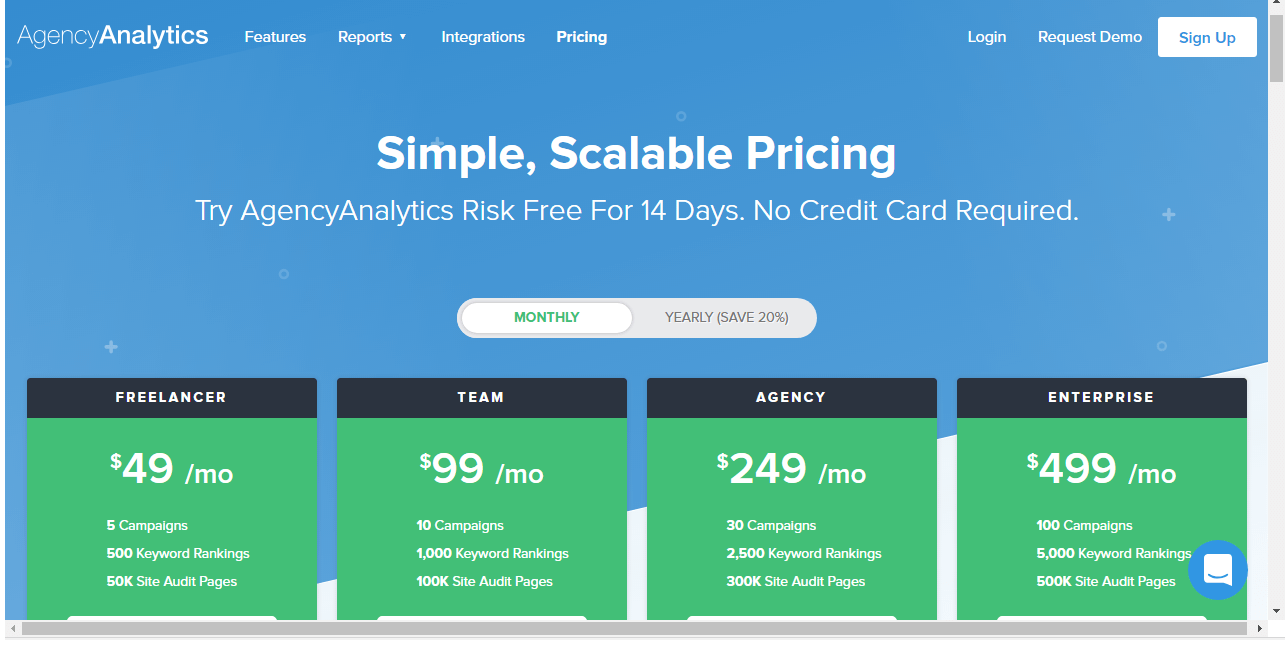 AgencyAnalytics Features Reports ▼ Integrations Pricing Login Request Demo Sign Up
Simple, Scalable Pricing
Try AgencyAnalytics Risk Free For 14 Days. No Credit Card Required.
MONTHLY YEARLY (SAVE 20%)
FREELANCER
$49 /mo
5 Campaigns
500 Keyword Rankings
50K Site Audit Pages
TEAM
$99 /mo
10 Campaigns
1,000 Keyword Rankings
100K Site Audit Pages
AGENCY
$249 /mo
30 Campaigns
2,500 Keyword Rankings
300K Site Audit Pages
ENTERPRISE
$499 /mo
100 Campaigns
5,000 Keyword Rankings
500K Site Audit Pages